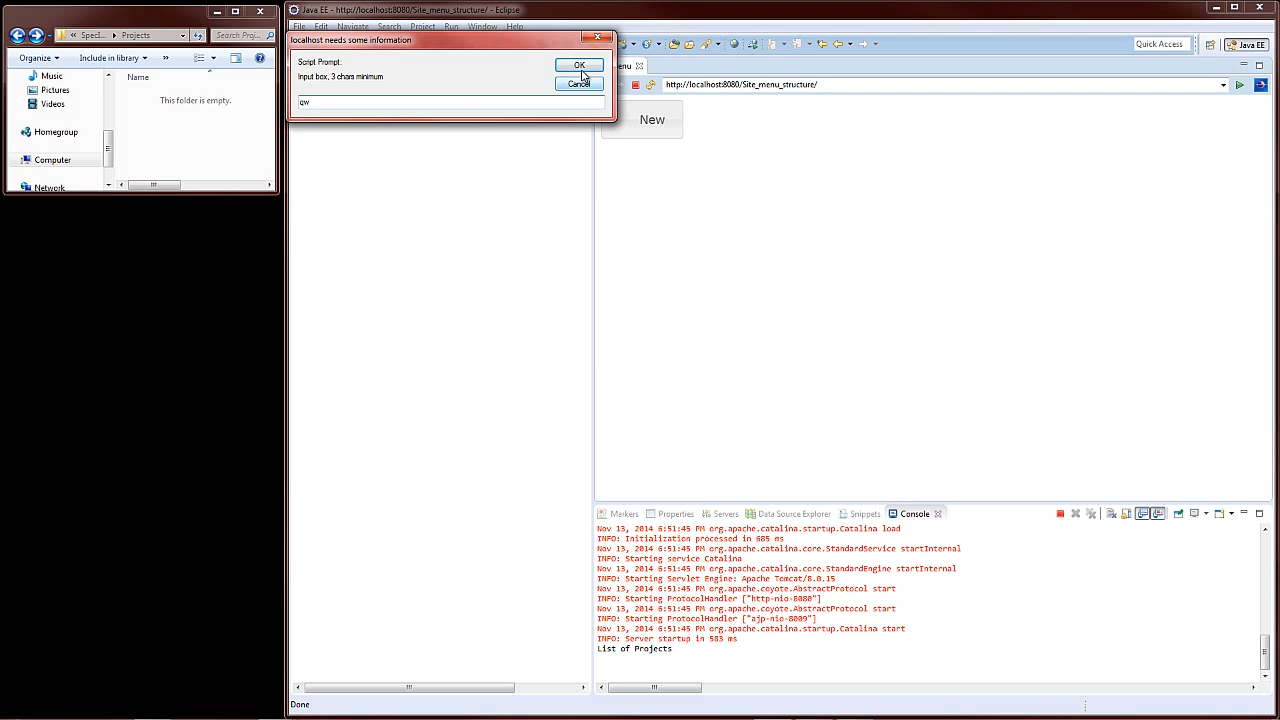 Speci... ▸ Projects
Search Proj...
Organize
Include in library
»
Music
Pictures
Videos
Homegroup
Computer
Network
Name
This folder is empty.
Java EE - http://localhost:8080/Site_menu_structure/ - Eclipse
File Edit Navigate Search Project Run Window Help
localhost needs some information
Script Prompt:
Input box, 3 chars minimum
OK
Cancel
qw
Quick Access
Java EE
enu
http://localhost:8080/Site_menu_structure/
New
Markers Properties Servers Data Source Explorer Snippets Console
Nov 13, 2014 6:51:45 PM org.apache.catalina.startup.Catalina load
INFO: Initialization processed in 685 ms
Nov 13, 2014 6:51:45 PM org.apache.catalina.core.StandardService startInternal
INFO: Starting service Catalina
Nov 13, 2014 6:51:45 PM org.apache.catalina.core.StandardEngine startInternal
INFO: Starting Servlet Engine: Apache Tomcat/8.0.15
Nov 13, 2014 6:51:45 PM org.apache.coyote.AbstractProtocol start
INFO: Starting ProtocolHandler ["http-nio-8080"]
Nov 13, 2014 6:51:45 PM org.apache.coyote.AbstractProtocol start
INFO: Starting ProtocolHandler ["ajp-nio-8009"]
Nov 13, 2014 6:51:45 PM org.apache.catalina.startup.Catalina start
INFO: Server startup in 583 ms
List of Projects
Done